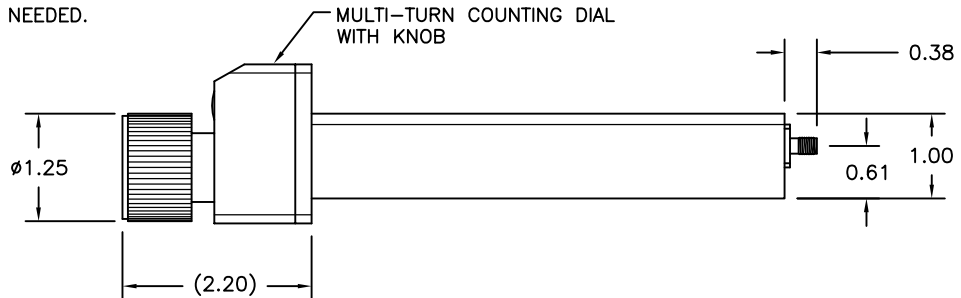 NEEDED.
MULTI-TURN COUNTING DIAL
WITH KNOB
0.38
ø1.25
0.61
1.00
(2.20)